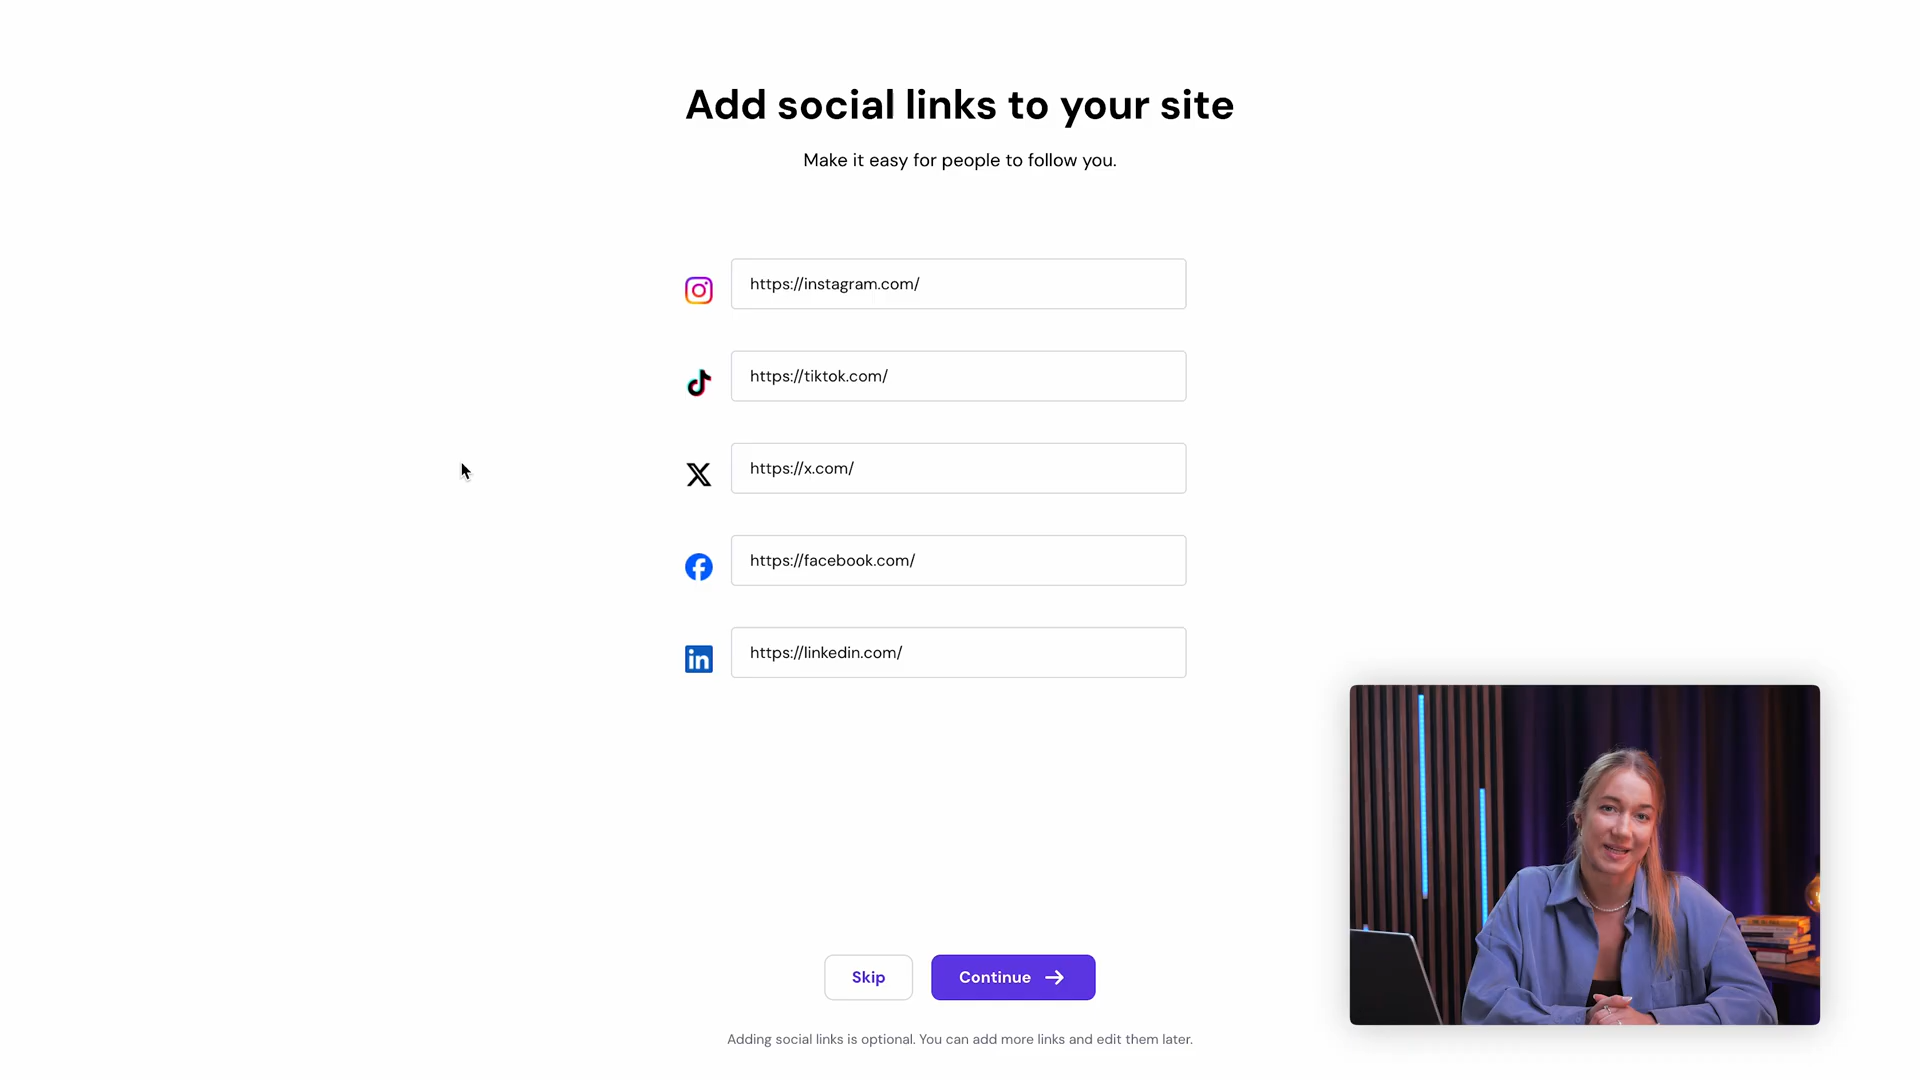 Add social links to your site
Make it easy for people to follow you.
https://instagram.com/
https://tiktok.com/
https://x.com/
https://facebook.com/
https://linkedin.com/
Skip
Continue
Adding social links is optional. You can add more links and edit them later.